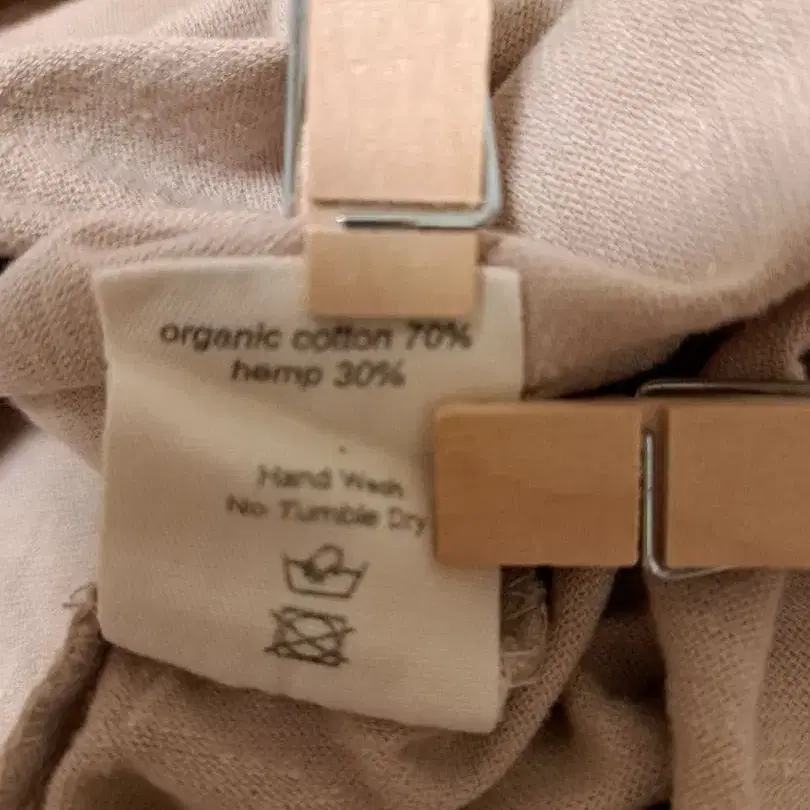 organic cotton 70%
hemp 30%
Hand Wash
No Tumble Dry